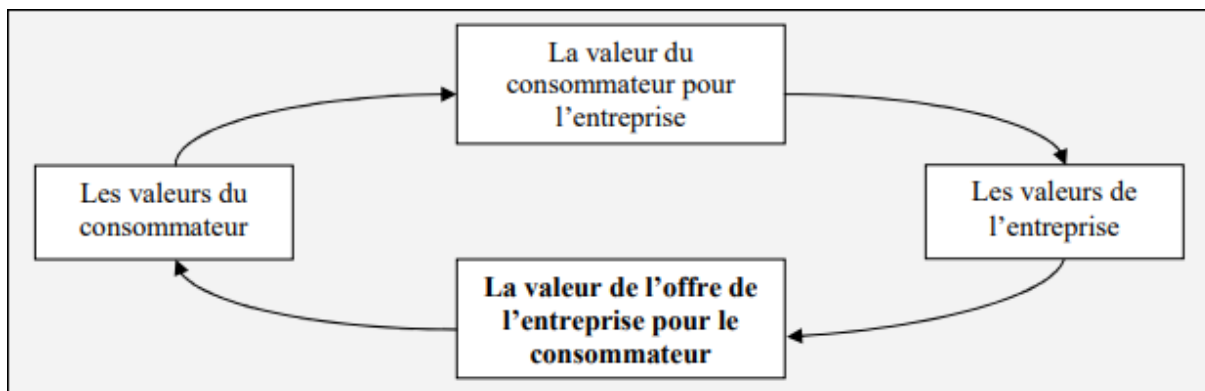 La valeur du
consommateur pour
l’entreprise
Les valeurs du
consommateur
Les valeurs de
l’entreprise
La valeur de l’offre de
l’entreprise pour le
consommateur